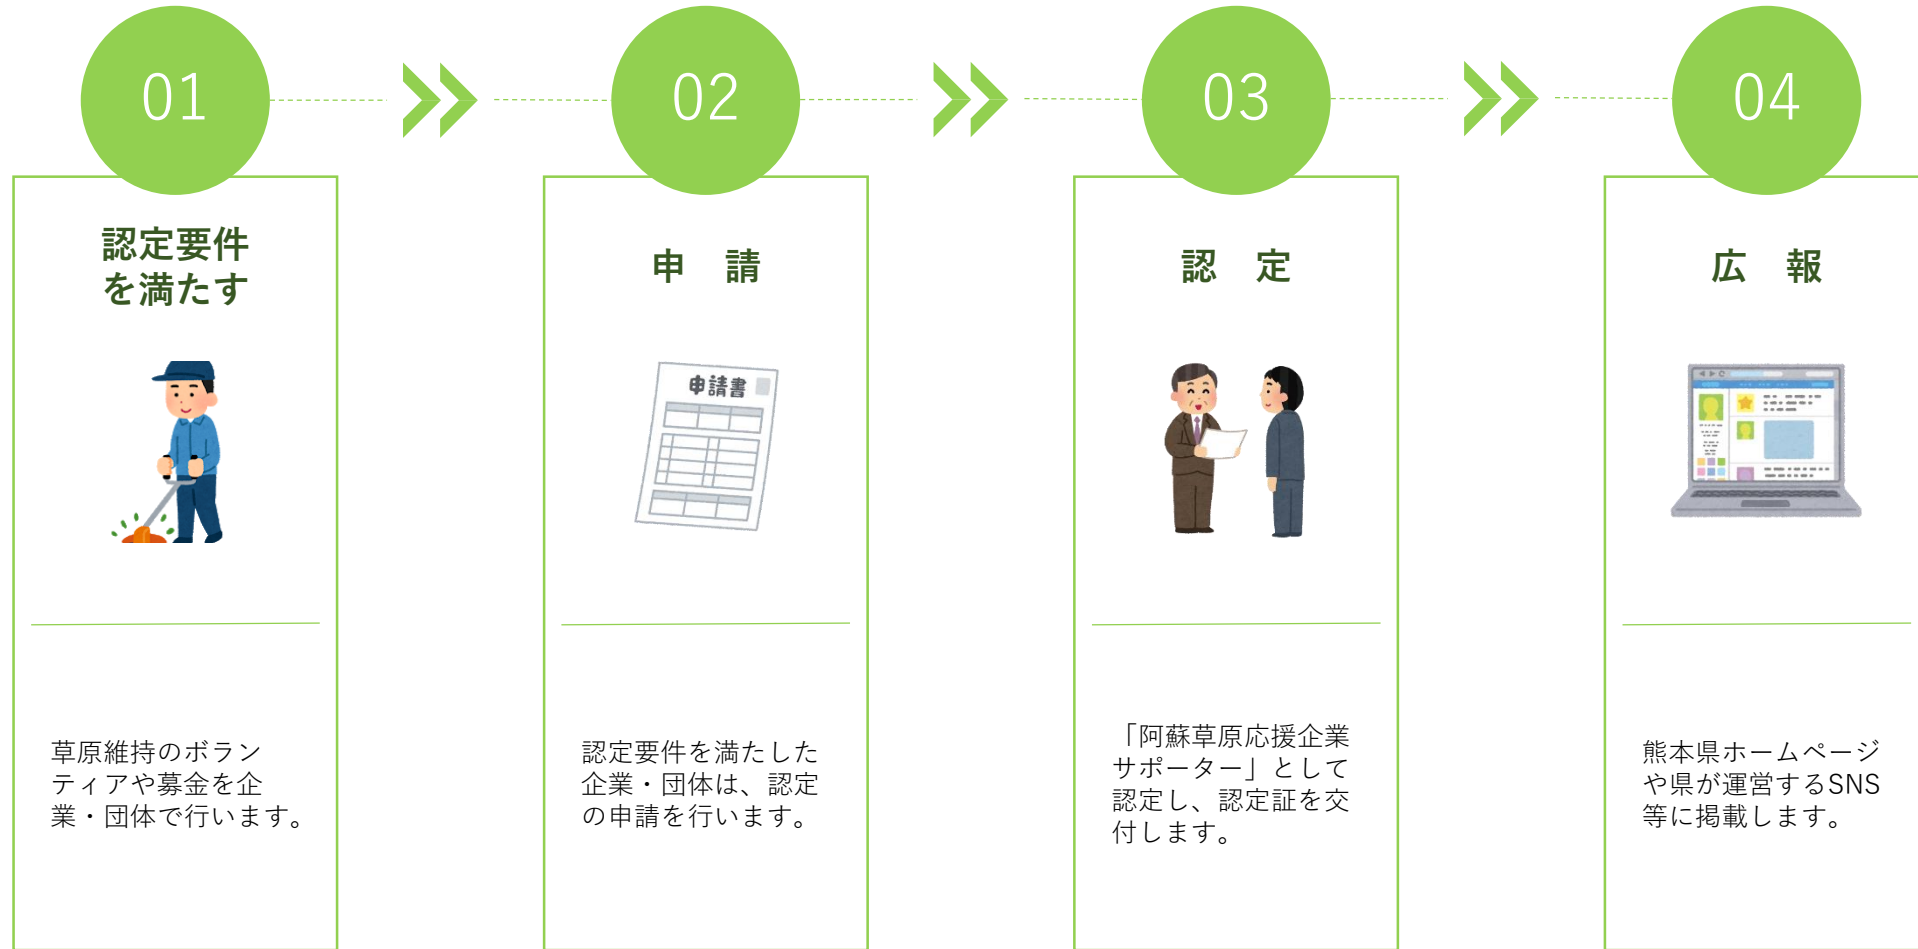 01
認定要件
を満たす
草原維持のボラン
ティアや募金を企
業・団体で行います。
02
申　請
申請書
認定要件を満たした
企業・団体は、認定
の申請を行います。
03
認　定
「阿蘇草原応援企業
サポーター」として
認定し、認定証を交
付します。
04
広　報
熊本県ホームページ
や県が運営するSNS
等に掲載します。